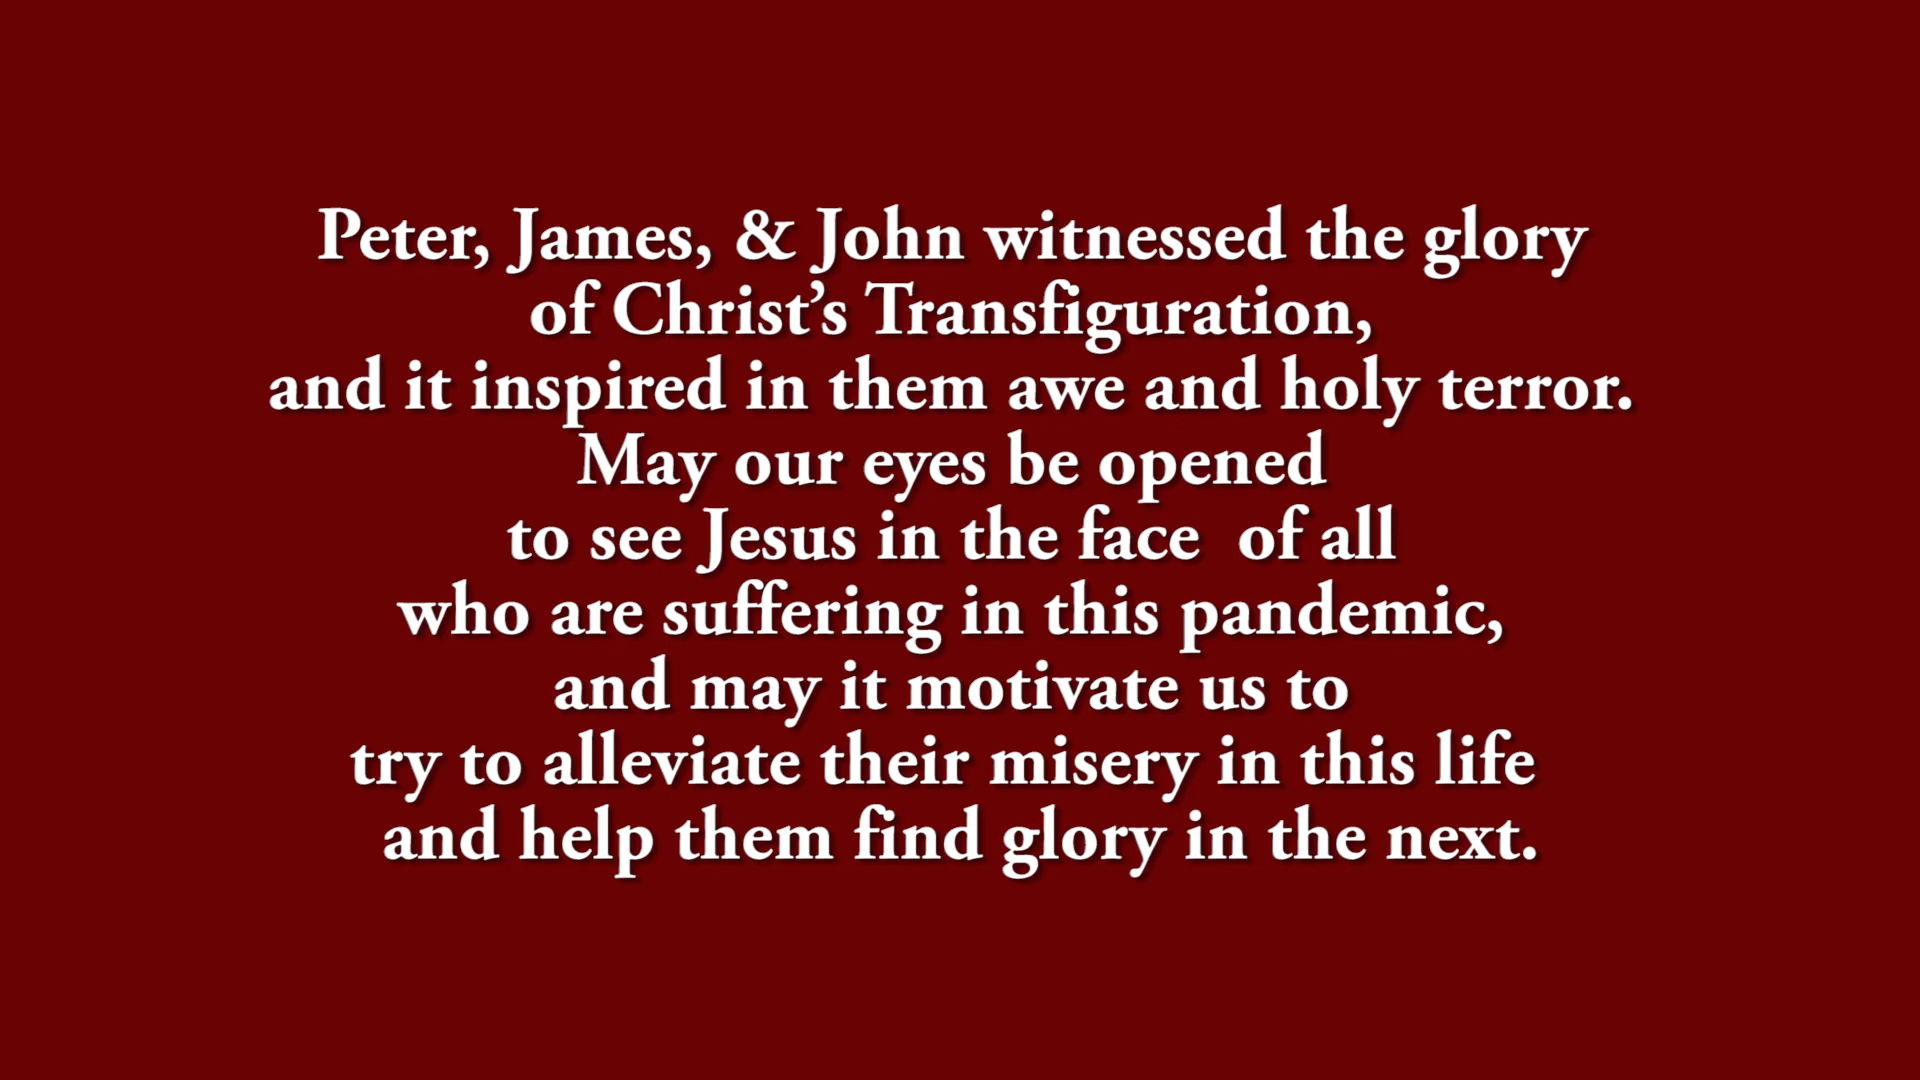 Peter, James, & John witnessed the glory
of Christ’s Transfiguration,
and it inspired in them awe and holy terror.
May our eyes be opened
to see Jesus in the face  of all
who are suffering in this pandemic,
and may it motivate us to
try to alleviate their misery in this life
and help them find glory in the next.